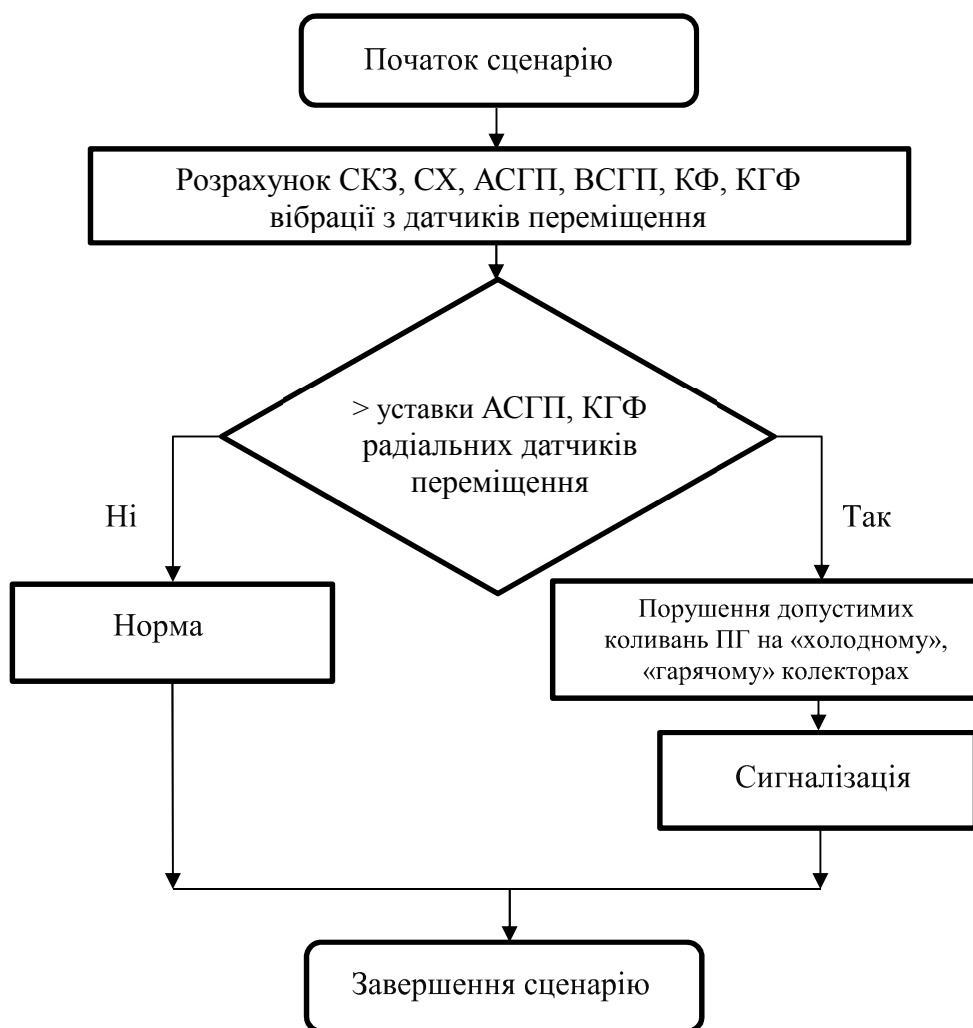 Початок сценарію
Розрахунок СКЗ, СХ, АСГП, ВСГП, КФ, КГФ
вібрації з датчиків переміщення
> уставки АСГП, КГФ
радіальних датчиків
переміщення
Ні
Так
Норма
Порушення допустимих
коливань ПГ на «холодному»,
«гарячому» колекторах
Сигналізація
Завершення сценарію